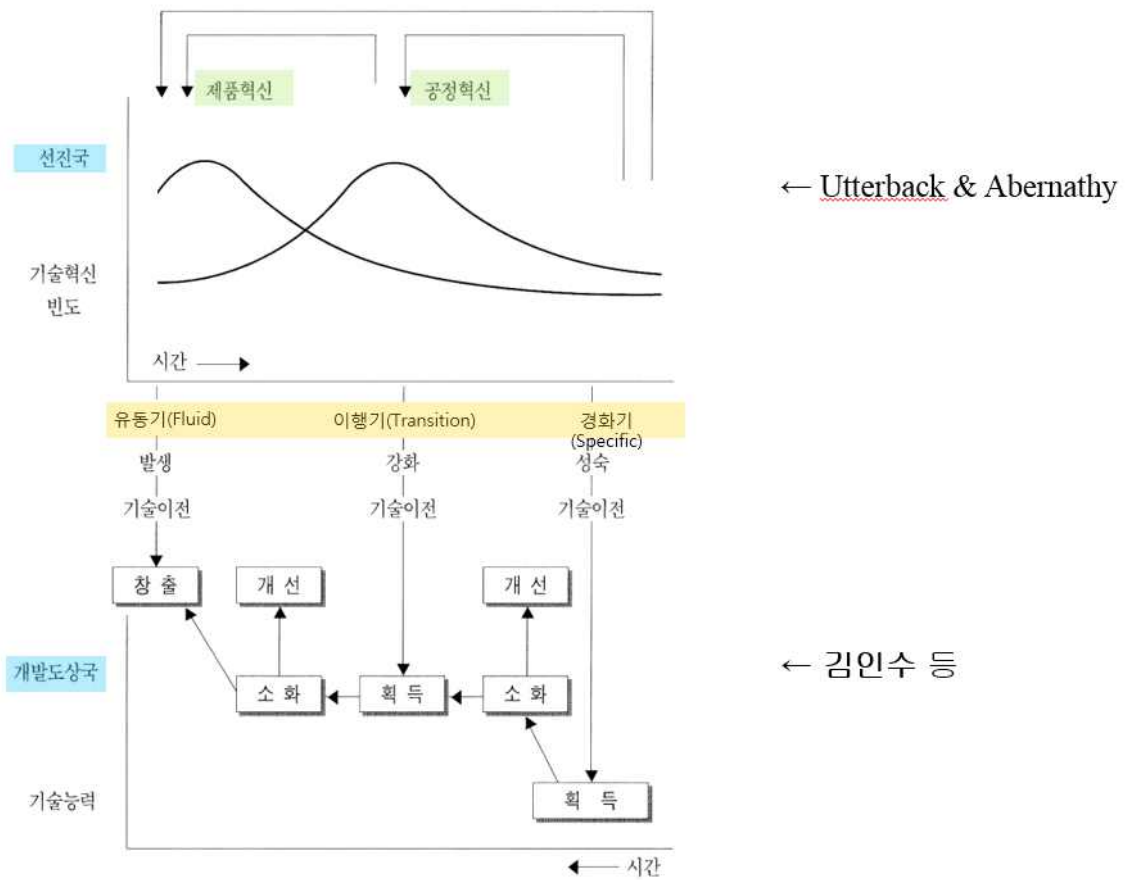 제품혁신
공정혁신
선진국
← Utterback & Abernathy
기술혁신
빈도
시간
유동기(Fluid)
이행기(Transition)
경화기
(Specific)
발생
강화
성숙
기술이전
기술이전
기술이전
창 출
개 선
개 선
개발도상국
← 김인수 등
소 화
획 득
소 화
기술능력
획 득
시간